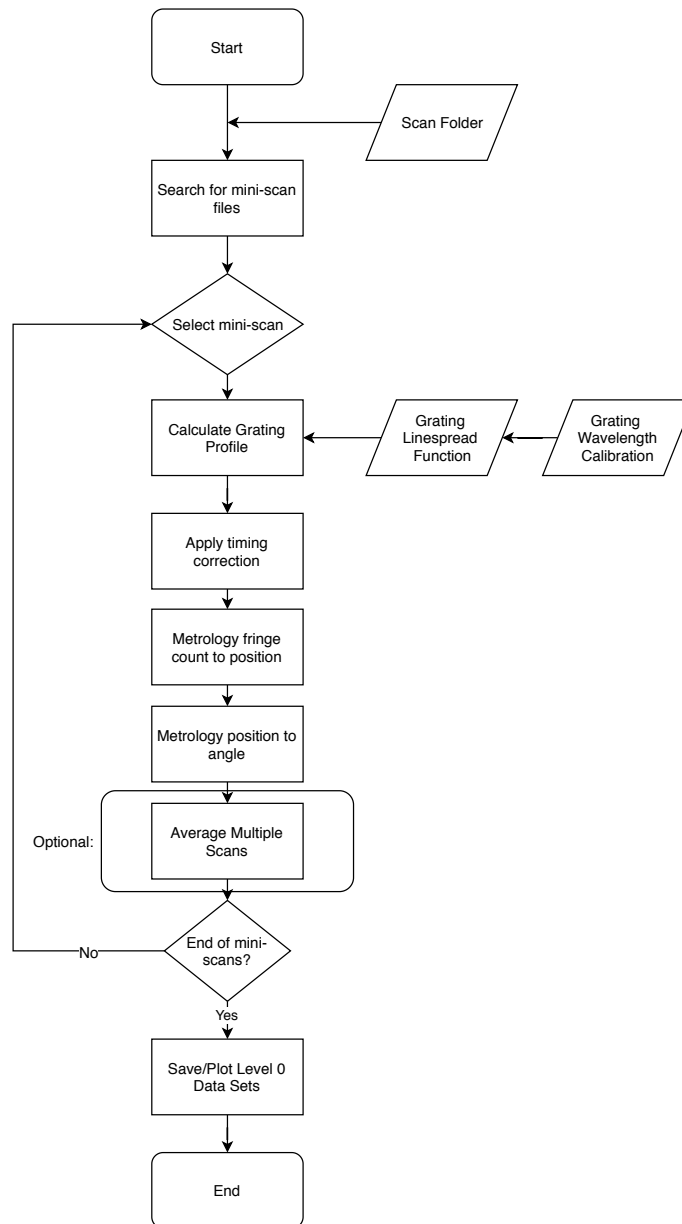 Start
Scan Folder
Search for mini-scan
files
Select mini-scan
Calculate Grating
Profile
Grating
Linespread
Function
Grating
Wavelength
Calibration
Apply timing
correction
Metrology fringe
count to position
Metrology position to
angle
Optional:
Average Multiple
Scans
End of mini-
scans?
No
Yes
Save/Plot Level 0
Data Sets
End